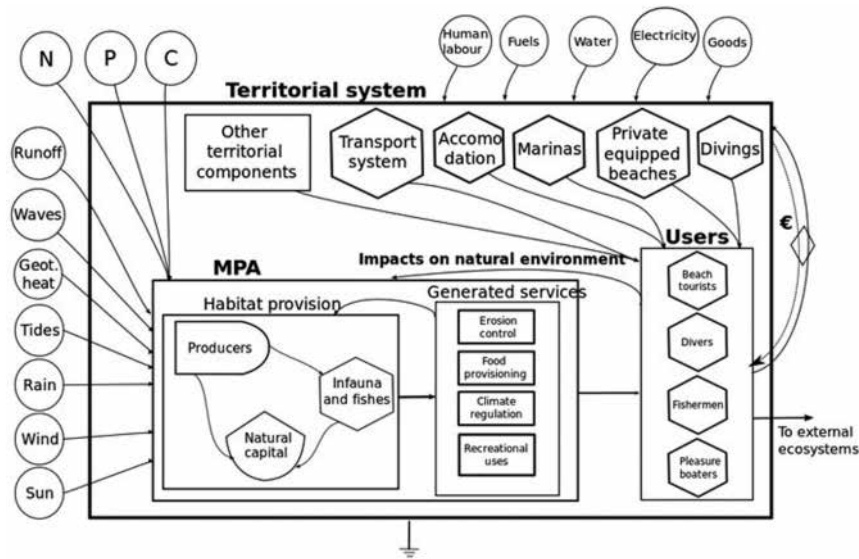 Human
labour
Fuels
Water
Electricity
Goods
N
P
C
Territorial system
Runoff
Waves
Geot.
heat
Tides
Rain
Wind
Sun
Other
territorial
components
Transport
system
Accomo
dation
Marinas
Private
equipped
beaches
Divings
€
Users
MPA
Impacts on natural environment
Habitat provision
Generated services
Producers
Infauna
and fishes
Natural
capital
Erosion
control
Food
provisioning
Climate
regulation
Recreational
uses
Beach
tourists
Divers
Fishermen
Pleasure
boaters
To external
ecosystems